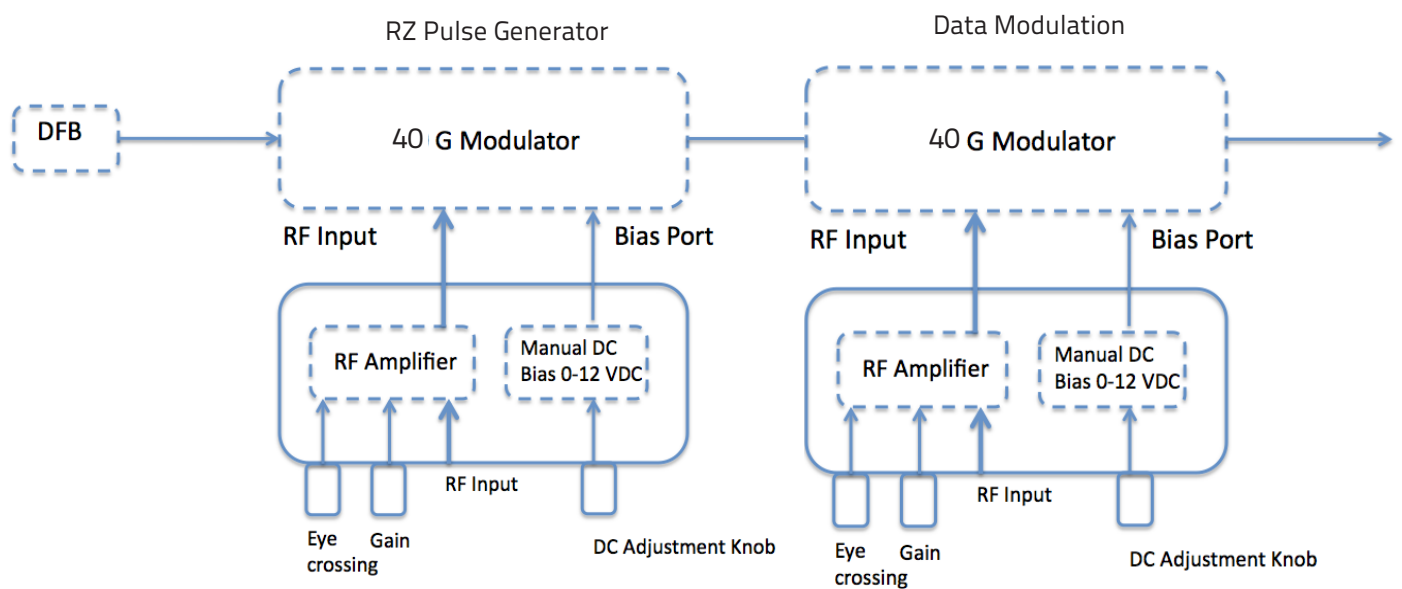 RZ Pulse Generator
Data Modulation
DFB
40 G Modulator
40 G Modulator
RF Input
Bias Port
RF Input
Bias Port
RF Amplifier
Manual DC
Bias 0-12 VDC
RF Amplifier
Manual DC
Bias 0-12 VDC
RF Input
RF Input
Eye
crossing
Gain
DC Adjustment Knob
Eye
crossing
Gain
DC Adjustment Knob